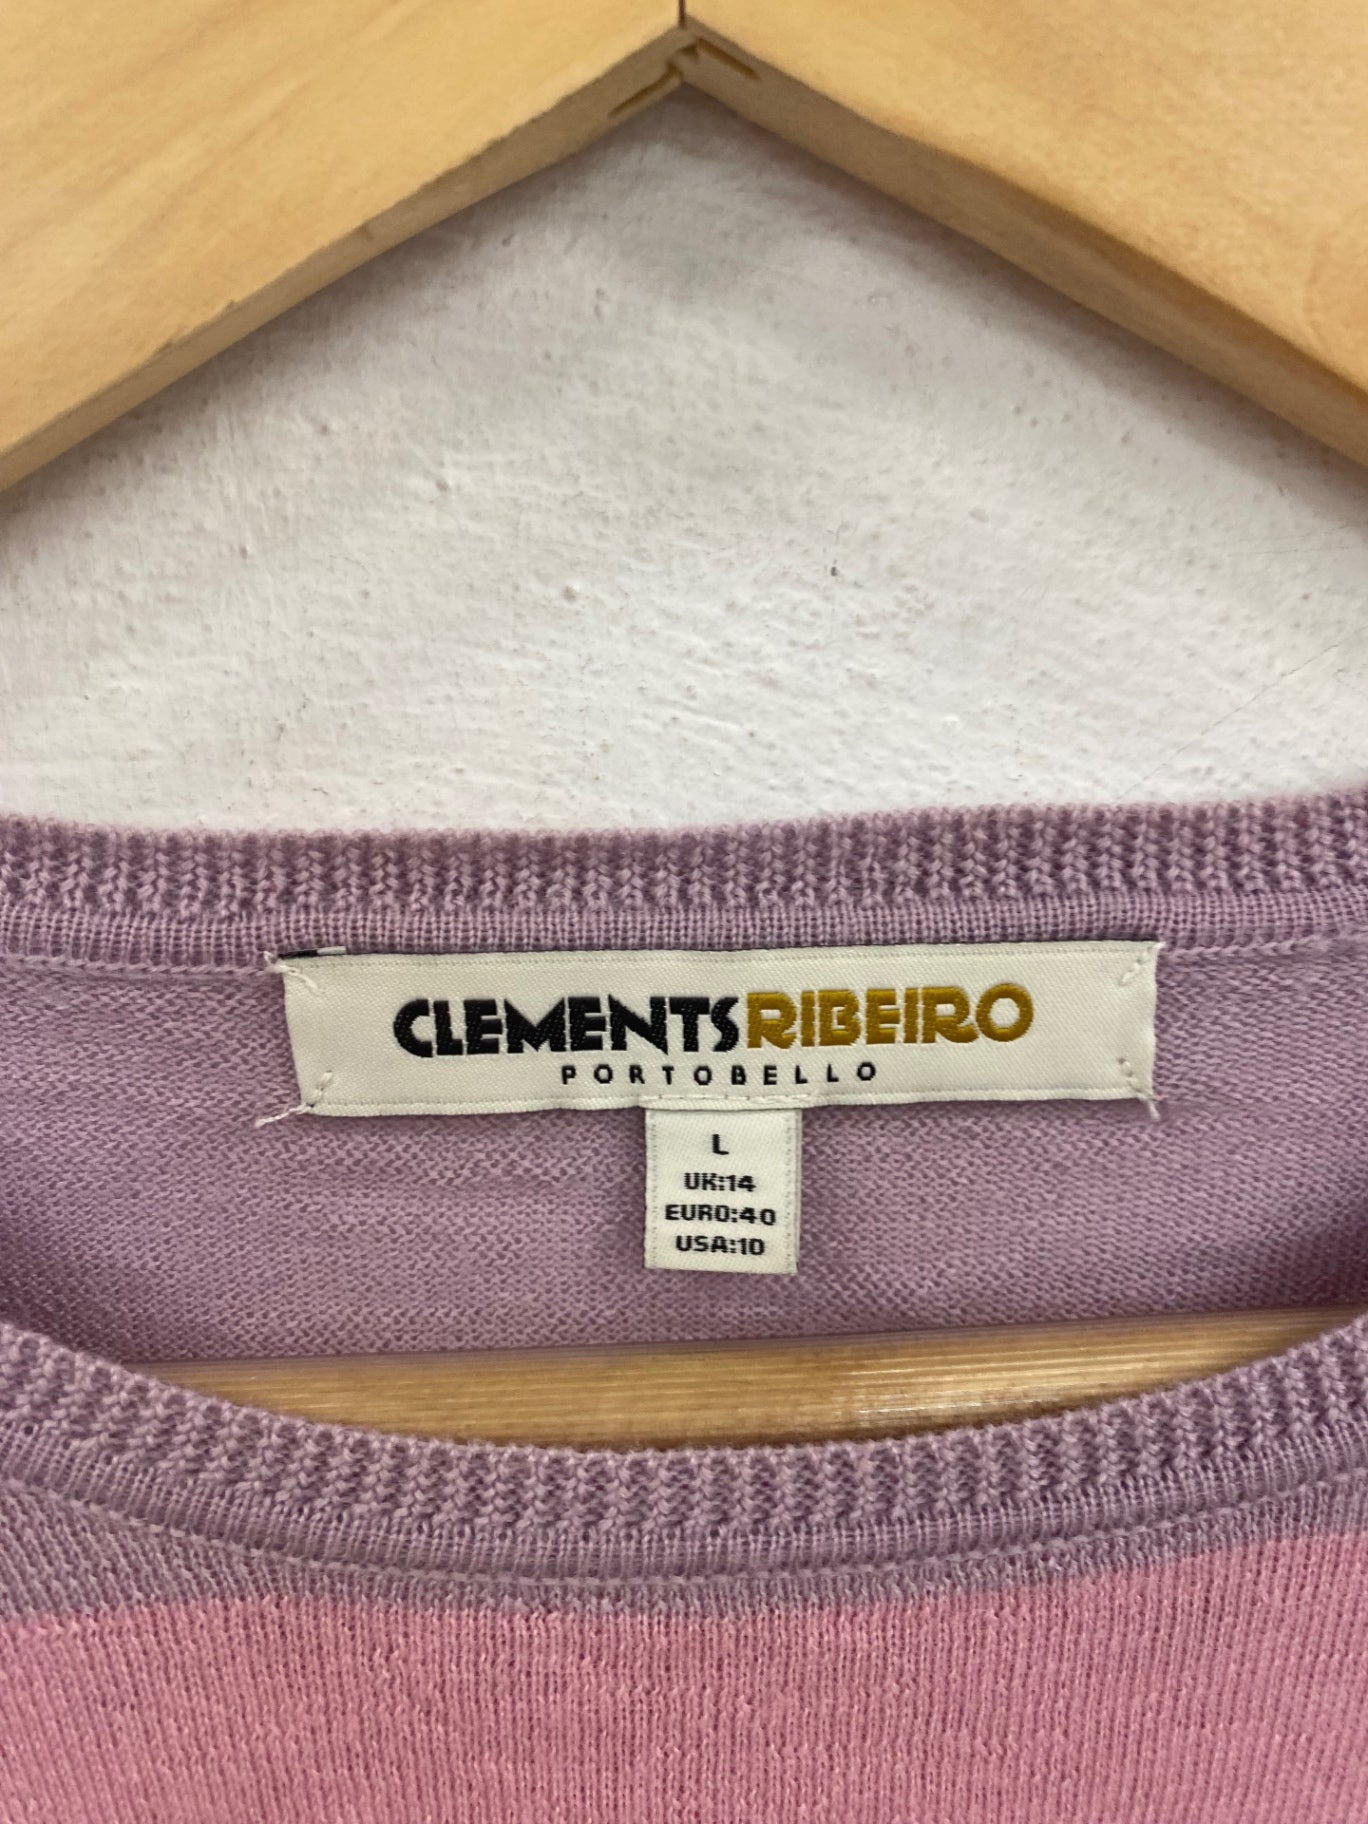 CLEMENTSRIBEIRO
PORTOBELLO
L
UK:14
EURO:40
USA:10